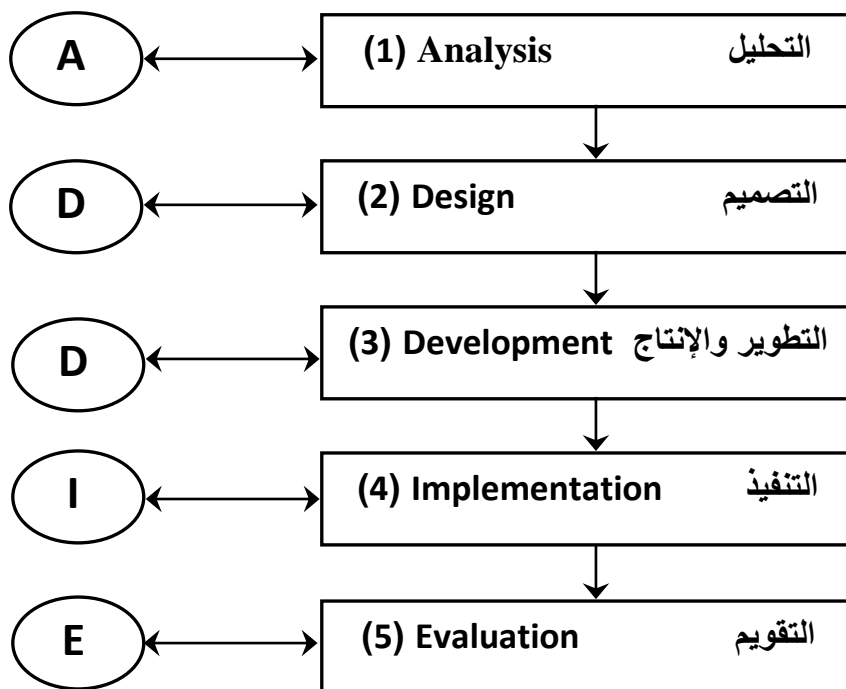 A
(1) Analysis التحليل
D
(2) Design التصميم
D
(3) Development التطوير والإنتاج
I
(4) Implementation التنفيذ
E
(5) Evaluation التقويم